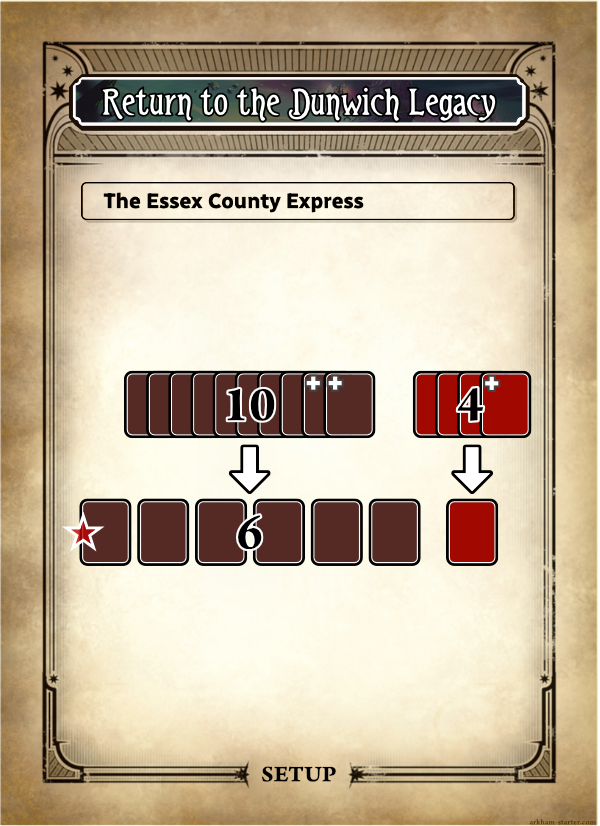 Return to the Dunwich Legacy
The Essex County Express
10
4
6
SETUP
arkham-starter.com